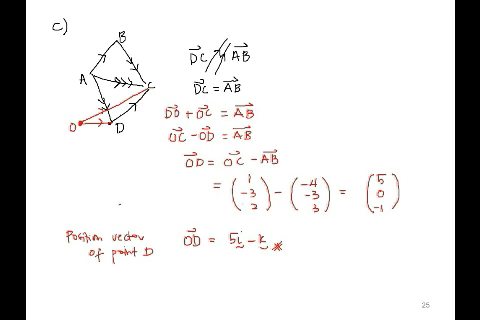 c)
B
A
C
O
D
DC⃗ // AB⃗
DC⃗ = AB⃗
DO⃗ + OC⃗ = AB⃗
OC⃗ - OD⃗ = AB⃗
OD⃗ = OC⃗ - AB⃗
= (1 -3 2) - (-4 -3 3) = (5 0 -1)
Position vector
of point D
OD⃗ = 5i - k
25